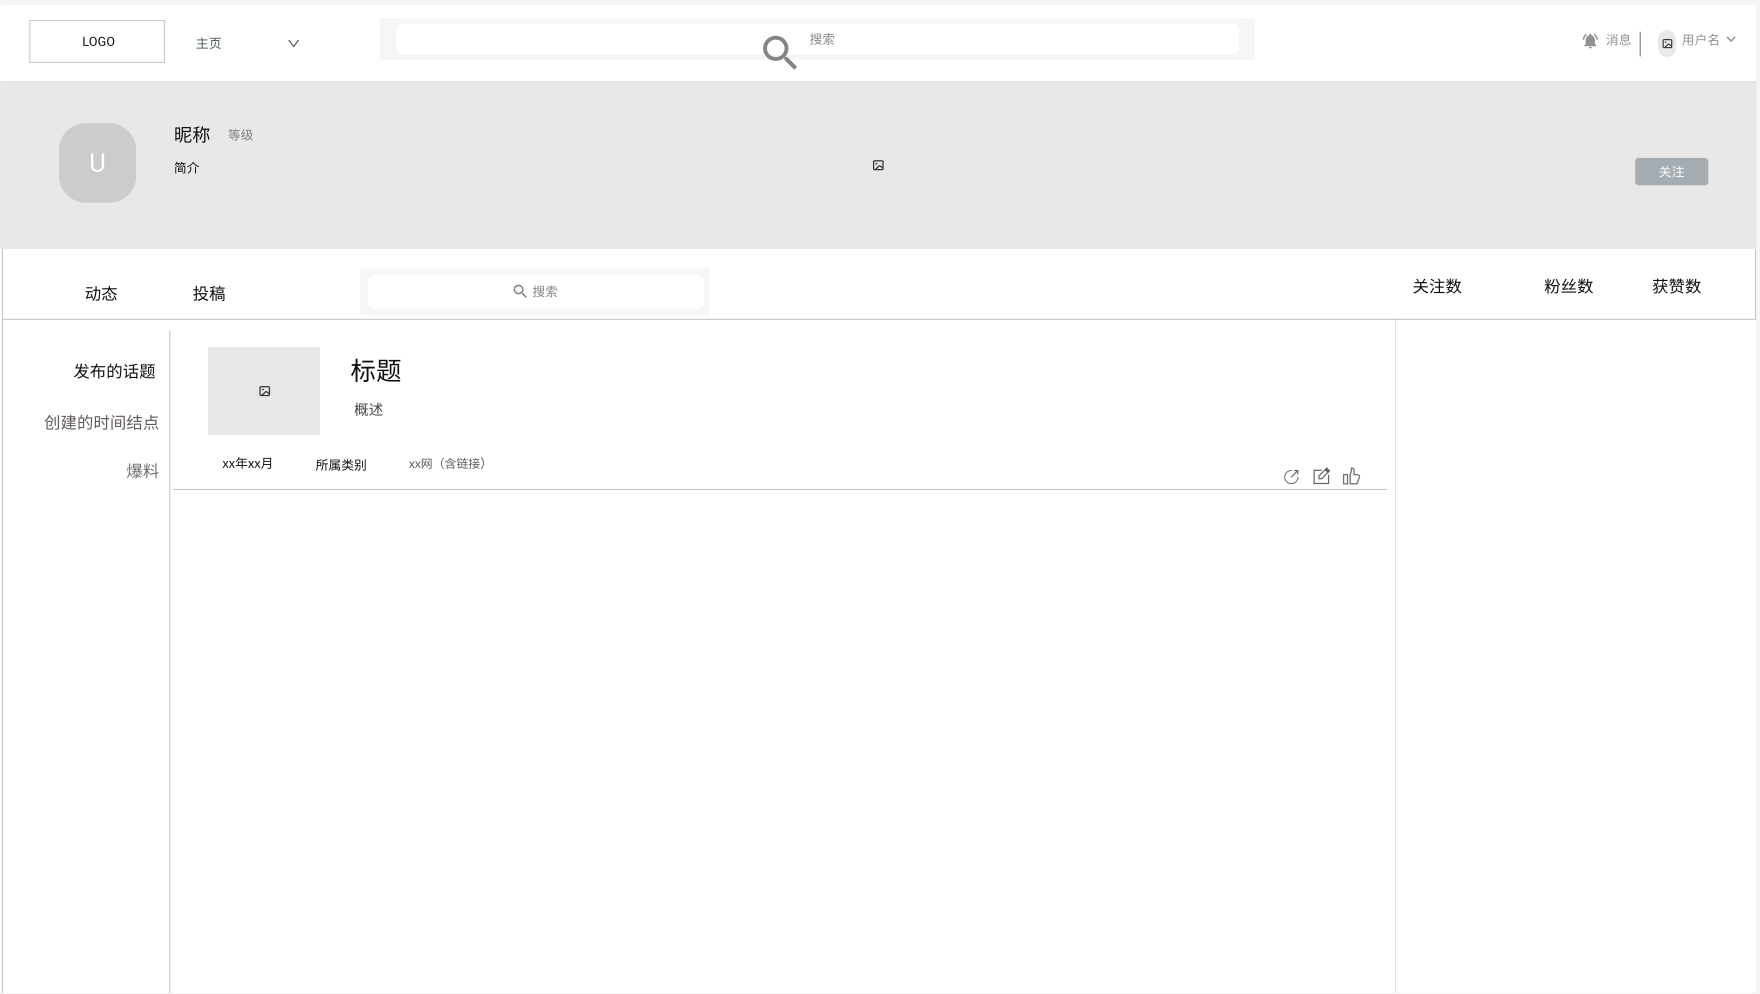 LOGO
主页
搜索
消息
用户名
U
昵称 等级
简介
关注
动态
投稿
搜索
关注数
粉丝数
获赞数
发布的话题
创建的时间结点
爆料
标题
概述
xx年xx月
所属类别
xx网（含链接）